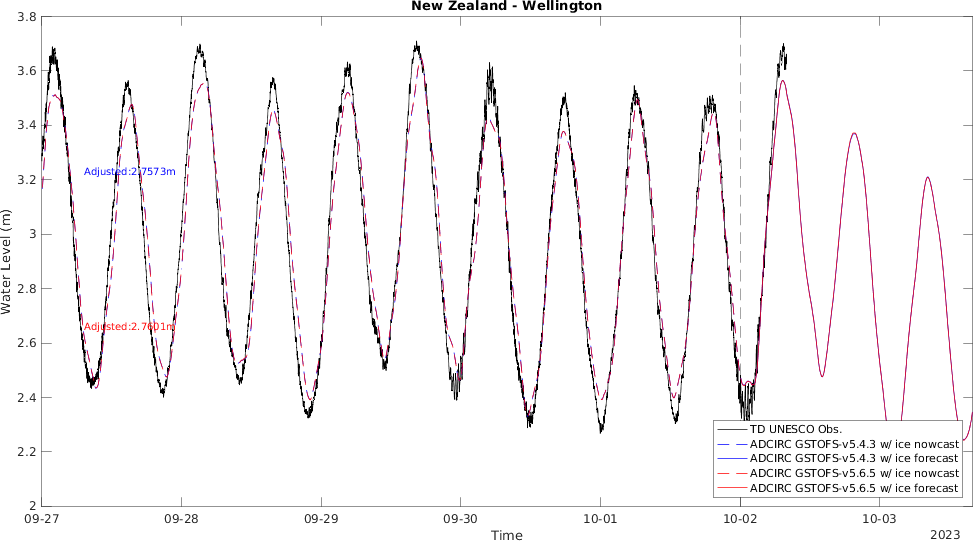 New Zealand - Wellington
3.8
3.6
3.4
3.2
3
2.8
2.6
2.4
2.2
2
Water Level (m)
Adjusted:2.7573m
Adjusted:2.7601m
TD UNESCO Obs.
ADCIRC GSTOFS-v5.4.3 w/ ice nowcast
ADCIRC GSTOFS-v5.4.3 w/ ice forecast
ADCIRC GSTOFS-v5.6.5 w/ ice nowcast
ADCIRC GSTOFS-v5.6.5 w/ ice forecast
09-27 09-28 09-29 09-30 10-01 10-02 10-03
Time
2023